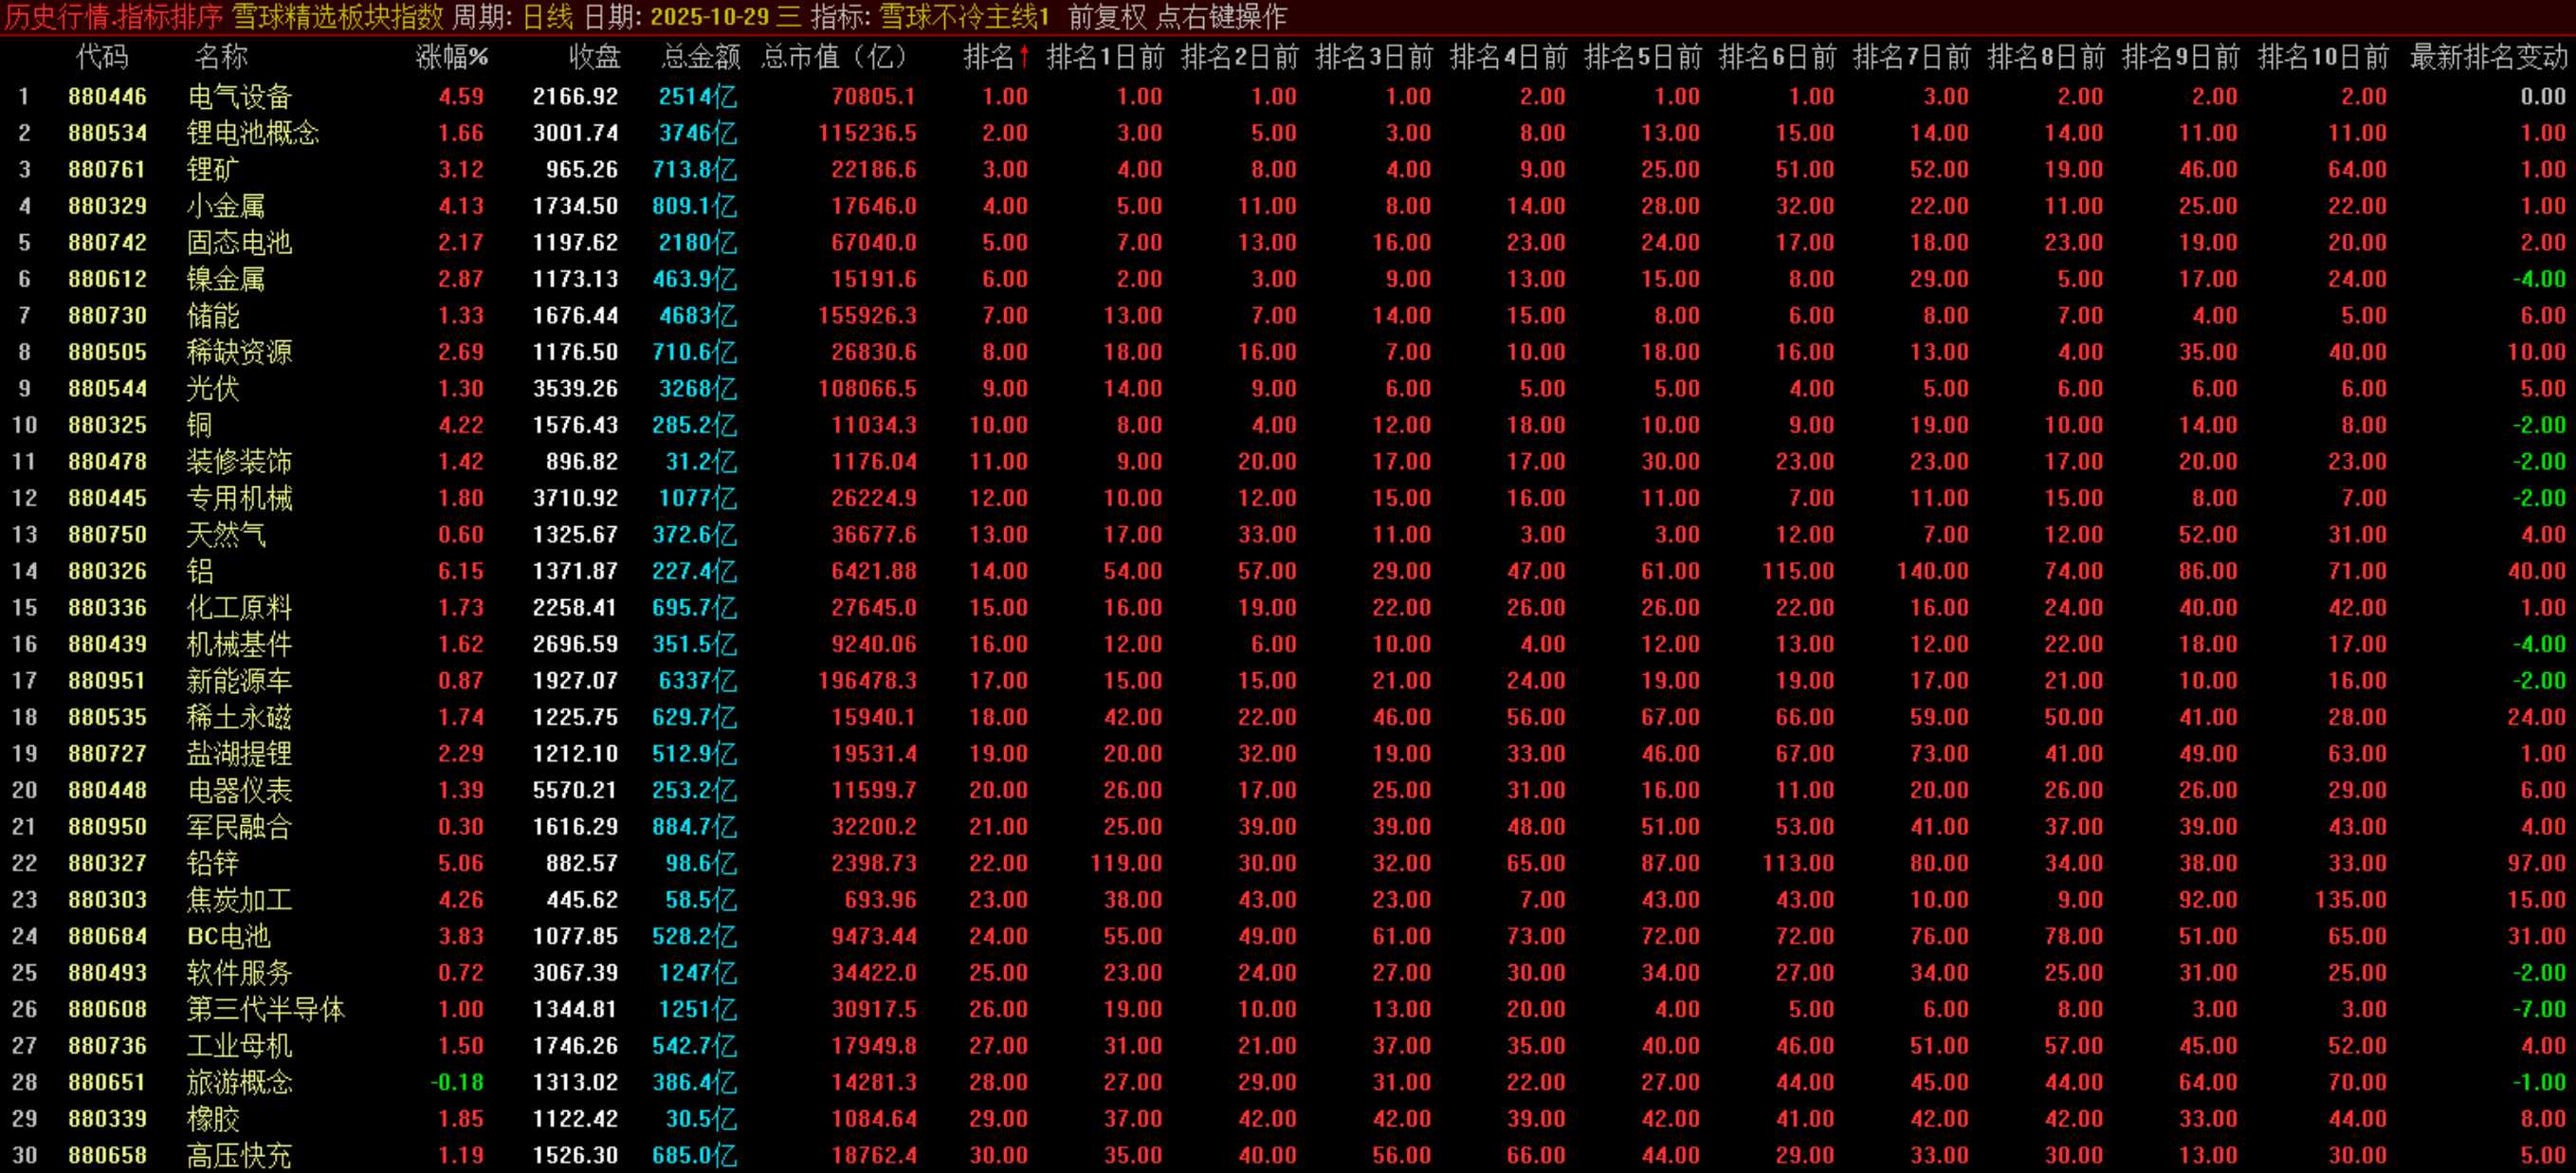 历史行情.指标排序 雪球精选板块指数 周期: 日线 日期: 2025-10-29 三 指标: 雪球不冷主线1 前复权 点右键操作
代码 名称 涨幅% 收盘 总金额 总市值（亿） 排名↑ 排名1日前 排名2日前 排名3日前 排名4日前 排名5日前 排名6日前 排名7日前 排名8日前 排名9日前 排名10日前 最新排名变动
1 880446 电气设备 4.59 2166.92 2514亿 70805.1 1.00 1.00 1.00 1.00 2.00 1.00 1.00 3.00 2.00 2.00 2.00 0.00
2 880534 锂电池概念 1.66 3001.74 3746亿 115236.5 2.00 3.00 5.00 3.00 8.00 13.00 15.00 14.00 14.00 11.00 11.00 1.00
3 880761 锂矿 3.12 965.26 713.8亿 22186.6 3.00 4.00 8.00 4.00 9.00 25.00 51.00 52.00 19.00 46.00 64.00 1.00
4 880329 小金属 4.13 1734.50 809.1亿 17646.0 4.00 5.00 11.00 8.00 14.00 28.00 32.00 22.00 11.00 25.00 22.00 1.00
5 880742 固态电池 2.17 1197.62 2180亿 67040.0 5.00 7.00 13.00 16.00 23.00 24.00 17.00 18.00 23.00 19.00 20.00 2.00
6 880612 镍金属 2.87 1173.13 463.9亿 15191.6 6.00 2.00 3.00 9.00 13.00 15.00 8.00 29.00 5.00 17.00 24.00 -4.00
7 880730 储能 1.33 1676.44 4683亿 155926.3 7.00 13.00 7.00 14.00 15.00 8.00 6.00 8.00 7.00 4.00 5.00 6.00
8 880505 稀缺资源 2.69 1176.50 710.6亿 26830.6 8.00 18.00 16.00 7.00 10.00 18.00 16.00 13.00 4.00 35.00 40.00 10.00
9 880544 光伏 1.30 3539.26 3268亿 108066.5 9.00 14.00 9.00 6.00 5.00 5.00 4.00 5.00 6.00 6.00 6.00 5.00
10 880325 铜 4.22 1576.43 285.2亿 11034.3 10.00 8.00 4.00 12.00 18.00 10.00 9.00 19.00 10.00 14.00 8.00 -2.00
11 880478 装修装饰 1.42 896.82 31.2亿 1176.04 11.00 9.00 20.00 17.00 17.00 30.00 23.00 23.00 17.00 20.00 23.00 -2.00
12 880445 专用机械 1.80 3710.92 1077亿 26224.9 12.00 10.00 12.00 15.00 16.00 11.00 7.00 11.00 15.00 8.00 7.00 -2.00
13 880750 天然气 0.60 1325.67 372.6亿 36677.6 13.00 17.00 33.00 11.00 3.00 3.00 12.00 7.00 12.00 52.00 31.00 4.00
14 880326 铝 6.15 1371.87 227.4亿 6421.88 14.00 54.00 57.00 29.00 47.00 61.00 115.00 140.00 74.00 86.00 71.00 40.00
15 880336 化工原料 1.73 2258.41 695.7亿 27645.0 15.00 16.00 19.00 22.00 26.00 26.00 22.00 16.00 24.00 40.00 42.00 1.00
16 880439 机械基件 1.62 2696.59 351.5亿 9240.06 16.00 12.00 6.00 10.00 4.00 12.00 13.00 12.00 22.00 18.00 17.00 -4.00
17 880951 新能源车 0.87 1927.07 6337亿 196478.3 17.00 15.00 15.00 21.00 24.00 19.00 19.00 17.00 21.00 10.00 16.00 -2.00
18 880535 稀土永磁 1.74 1225.75 629.7亿 15940.1 18.00 42.00 22.00 46.00 56.00 67.00 66.00 59.00 50.00 41.00 28.00 24.00
19 880727 盐湖提锂 2.29 1212.10 512.9亿 19531.4 19.00 20.00 32.00 19.00 33.00 46.00 67.00 73.00 41.00 49.00 63.00 1.00
20 880448 电器仪表 1.39 5570.21 253.2亿 11599.7 20.00 26.00 17.00 25.00 31.00 16.00 11.00 20.00 26.00 26.00 29.00 6.00
21 880950 军民融合 0.30 1616.29 884.7亿 32200.2 21.00 25.00 39.00 39.00 48.00 51.00 53.00 41.00 37.00 39.00 43.00 4.00
22 880327 铅锌 5.06 882.57 98.6亿 2398.73 22.00 119.00 30.00 32.00 65.00 87.00 113.00 80.00 34.00 38.00 33.00 97.00
23 880303 焦炭加工 4.26 445.62 58.5亿 693.96 23.00 38.00 43.00 23.00 7.00 43.00 43.00 10.00 9.00 92.00 135.00 15.00
24 880684 BC电池 3.83 1077.85 528.2亿 9473.44 24.00 55.00 49.00 61.00 73.00 72.00 72.00 76.00 78.00 51.00 65.00 31.00
25 880493 软件服务 0.72 3067.39 1247亿 34422.0 25.00 23.00 24.00 27.00 30.00 34.00 27.00 34.00 25.00 31.00 25.00 -2.00
26 880608 第三代半导体 1.00 1344.81 1251亿 30917.5 26.00 19.00 10.00 13.00 20.00 4.00 5.00 6.00 8.00 3.00 3.00 -7.00
27 880736 工业母机 1.50 1746.26 542.7亿 17949.8 27.00 31.00 21.00 37.00 35.00 40.00 46.00 51.00 57.00 45.00 52.00 4.00
28 880651 旅游概念 -0.18 1313.02 386.4亿 14281.3 28.00 27.00 29.00 31.00 22.00 27.00 44.00 45.00 44.00 64.00 70.00 -1.00
29 880339 橡胶 1.85 1122.42 30.5亿 1084.64 29.00 37.00 42.00 42.00 39.00 42.00 41.00 42.00 42.00 33.00 44.00 8.00
30 880658 高压快充 1.19 1526.30 685.0亿 18762.4 30.00 35.00 40.00 56.00 66.00 44.00 29.00 33.00 30.00 13.00 30.00 5.00